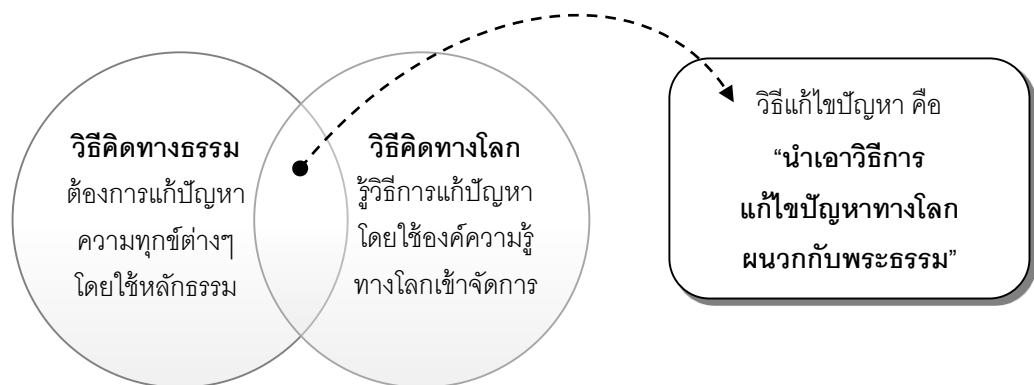 วิธีคิดทางธรรม
ต้องการแก้ปัญหา
ความทุกข์ต่างๆ
โดยใช้หลักธรรม
วิธีคิดทางโลก
รู้วิธีการแก้ปัญหา
โดยใช้องค์ความรู้
ทางโลกเข้าจัดการ
วิธีแก้ไขปัญหา คือ
“นำเอาวิธีการ
แก้ไขปัญหาทางโลก
ผนวกกับพระธรรม”